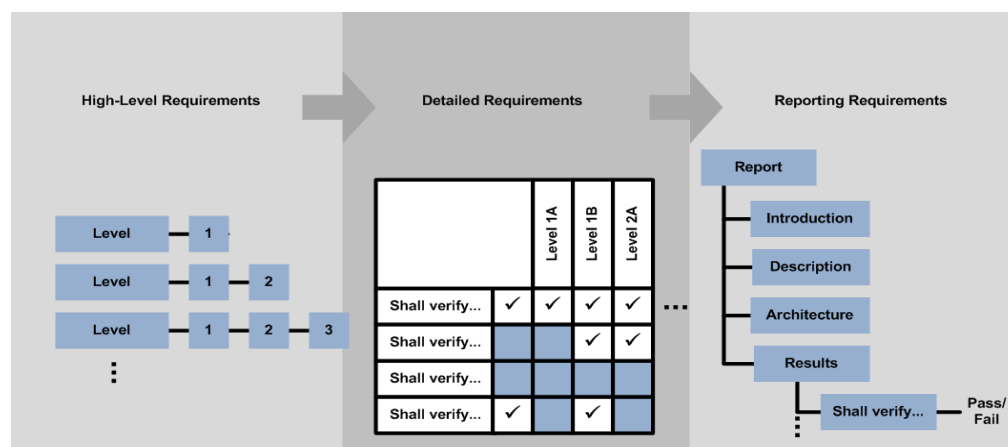 High-Level Requirements
Detailed Requirements
Reporting Requirements
Level 1
Level 1 2
Level 1 2 3
Level 1A
Level 1B
Level 2A
Shall verify... ✓ ✓ ✓ ✓ ...
Shall verify... ✓ ✓
Shall verify...
Shall verify... ✓ ✓
Report
Introduction
Description
Architecture
Results
Shall verify... Pass/
Fail